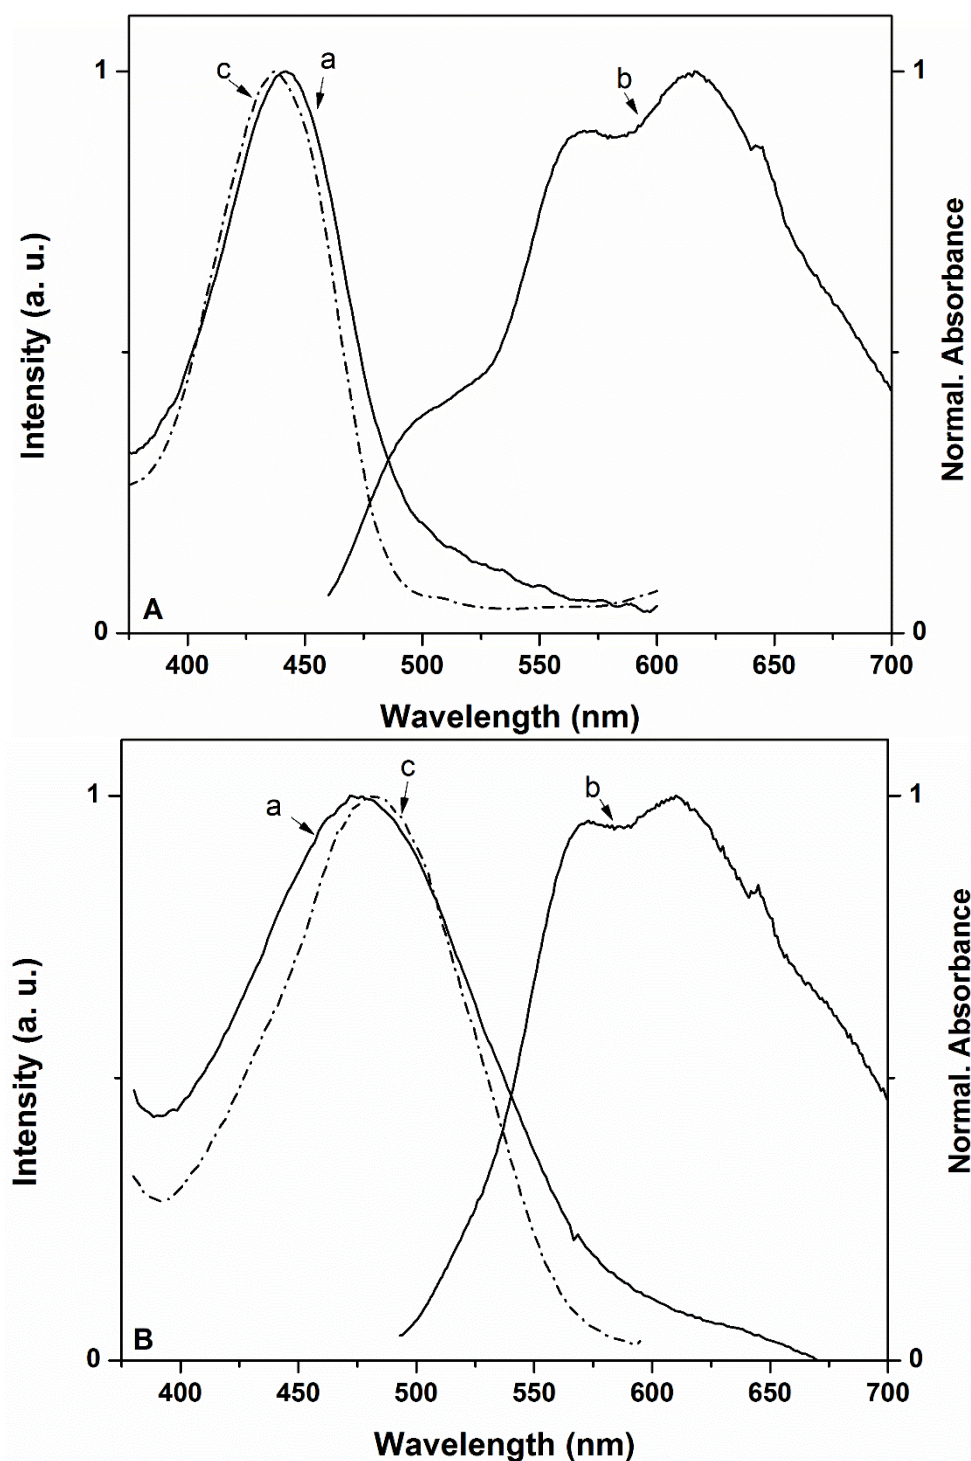 c
a
b
1
1
Intensity (a. u.)
Normal. Absorbance
A
0
0
400 450 500 550 600 650 700
Wavelength (nm)
c
a
b
1
1
Intensity (a. u.)
Normal. Absorbance
B
0
0
400 450 500 550 600 650 700
Wavelength (nm)